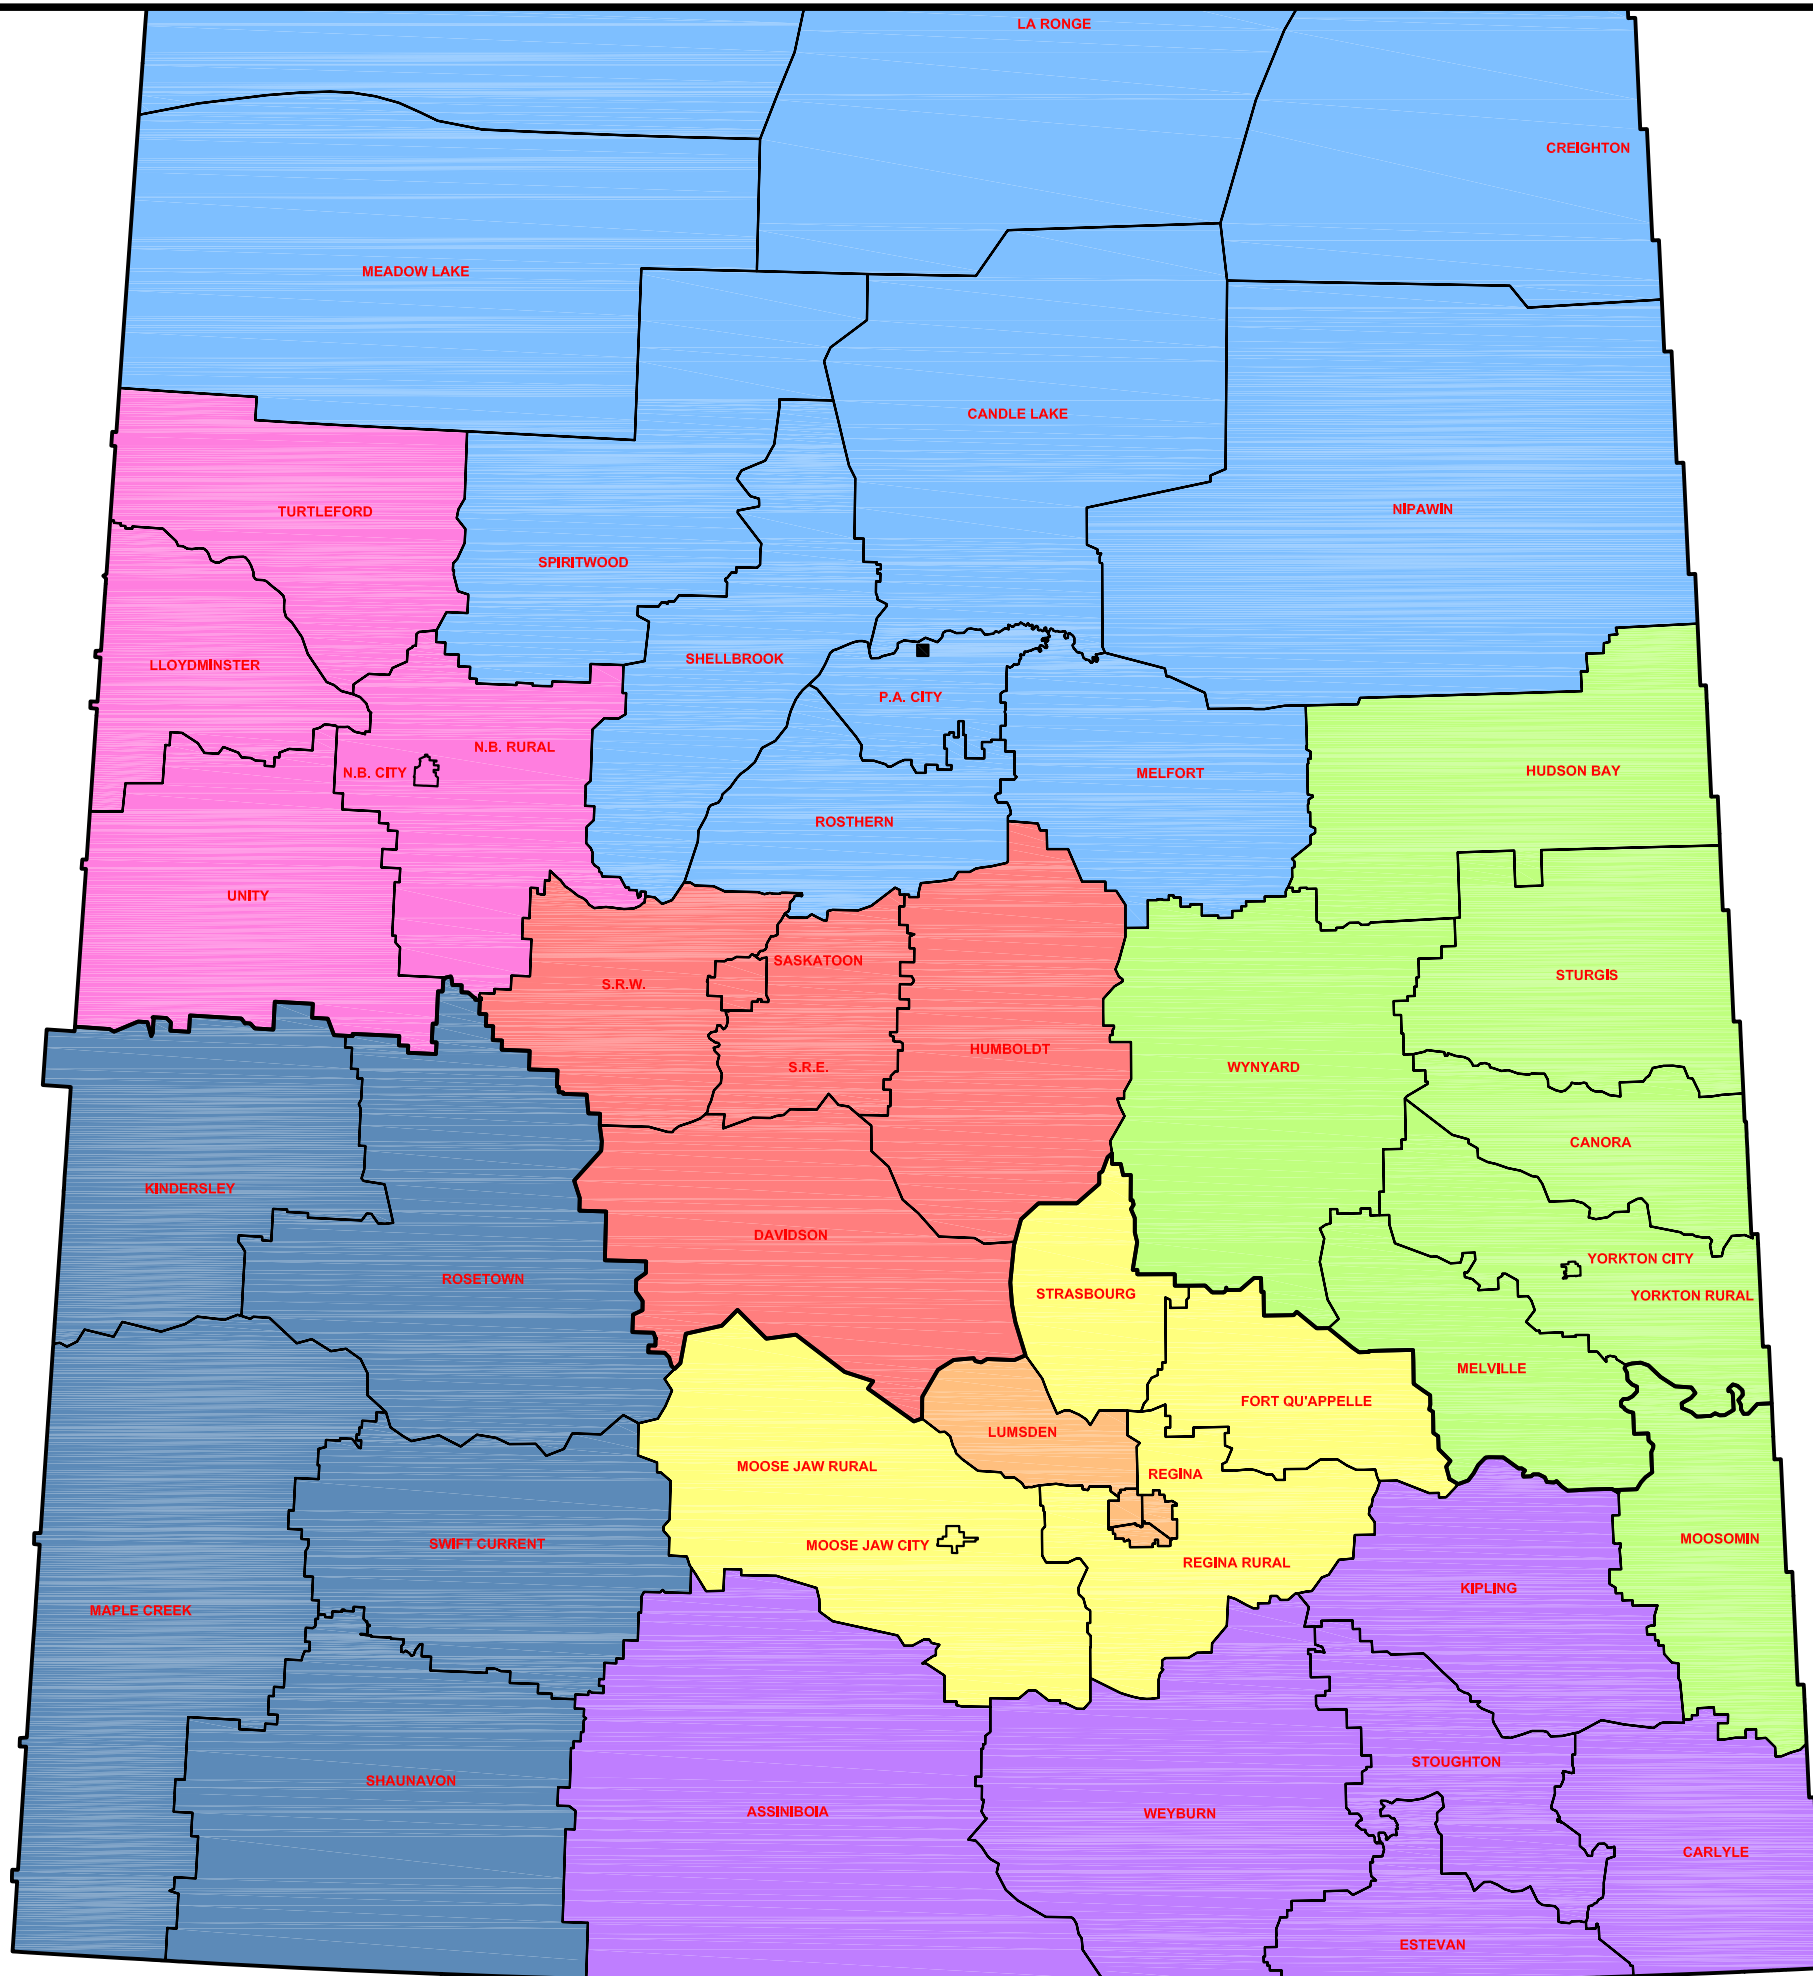 LA RONGE
CREIGHTON
MEADOW LAKE
CANDLE LAKE
TURTLEFORD
NIPAWIN
SPIRITWOOD
LLOYDMINSTER
SHELLBROOK
P.A. CITY
N.B. RURAL
N.B. CITY
MELFORT
HUDSON BAY
ROSTHERN
UNITY
SASKATOON
STURGIS
S.R.W.
HUMBOLDT
S.R.E.
WYNYARD
CANORA
KINDERSLEY
DAVIDSON
YORKTON CITY
ROSETOWN
STRASBOURG
YORKTON RURAL
MELVILLE
FORT QU'APPELLE
LUMSDEN
MOOSE JAW RURAL
REGINA
SWIFT CURRENT
MOOSE JAW CITY
MOOSOMIN
REGINA RURAL
KIPLING
MAPLE CREEK
STOUGHTON
SHAUNAVON
ASSINIBOIA
WEYBURN
CARLYLE
ESTEVAN